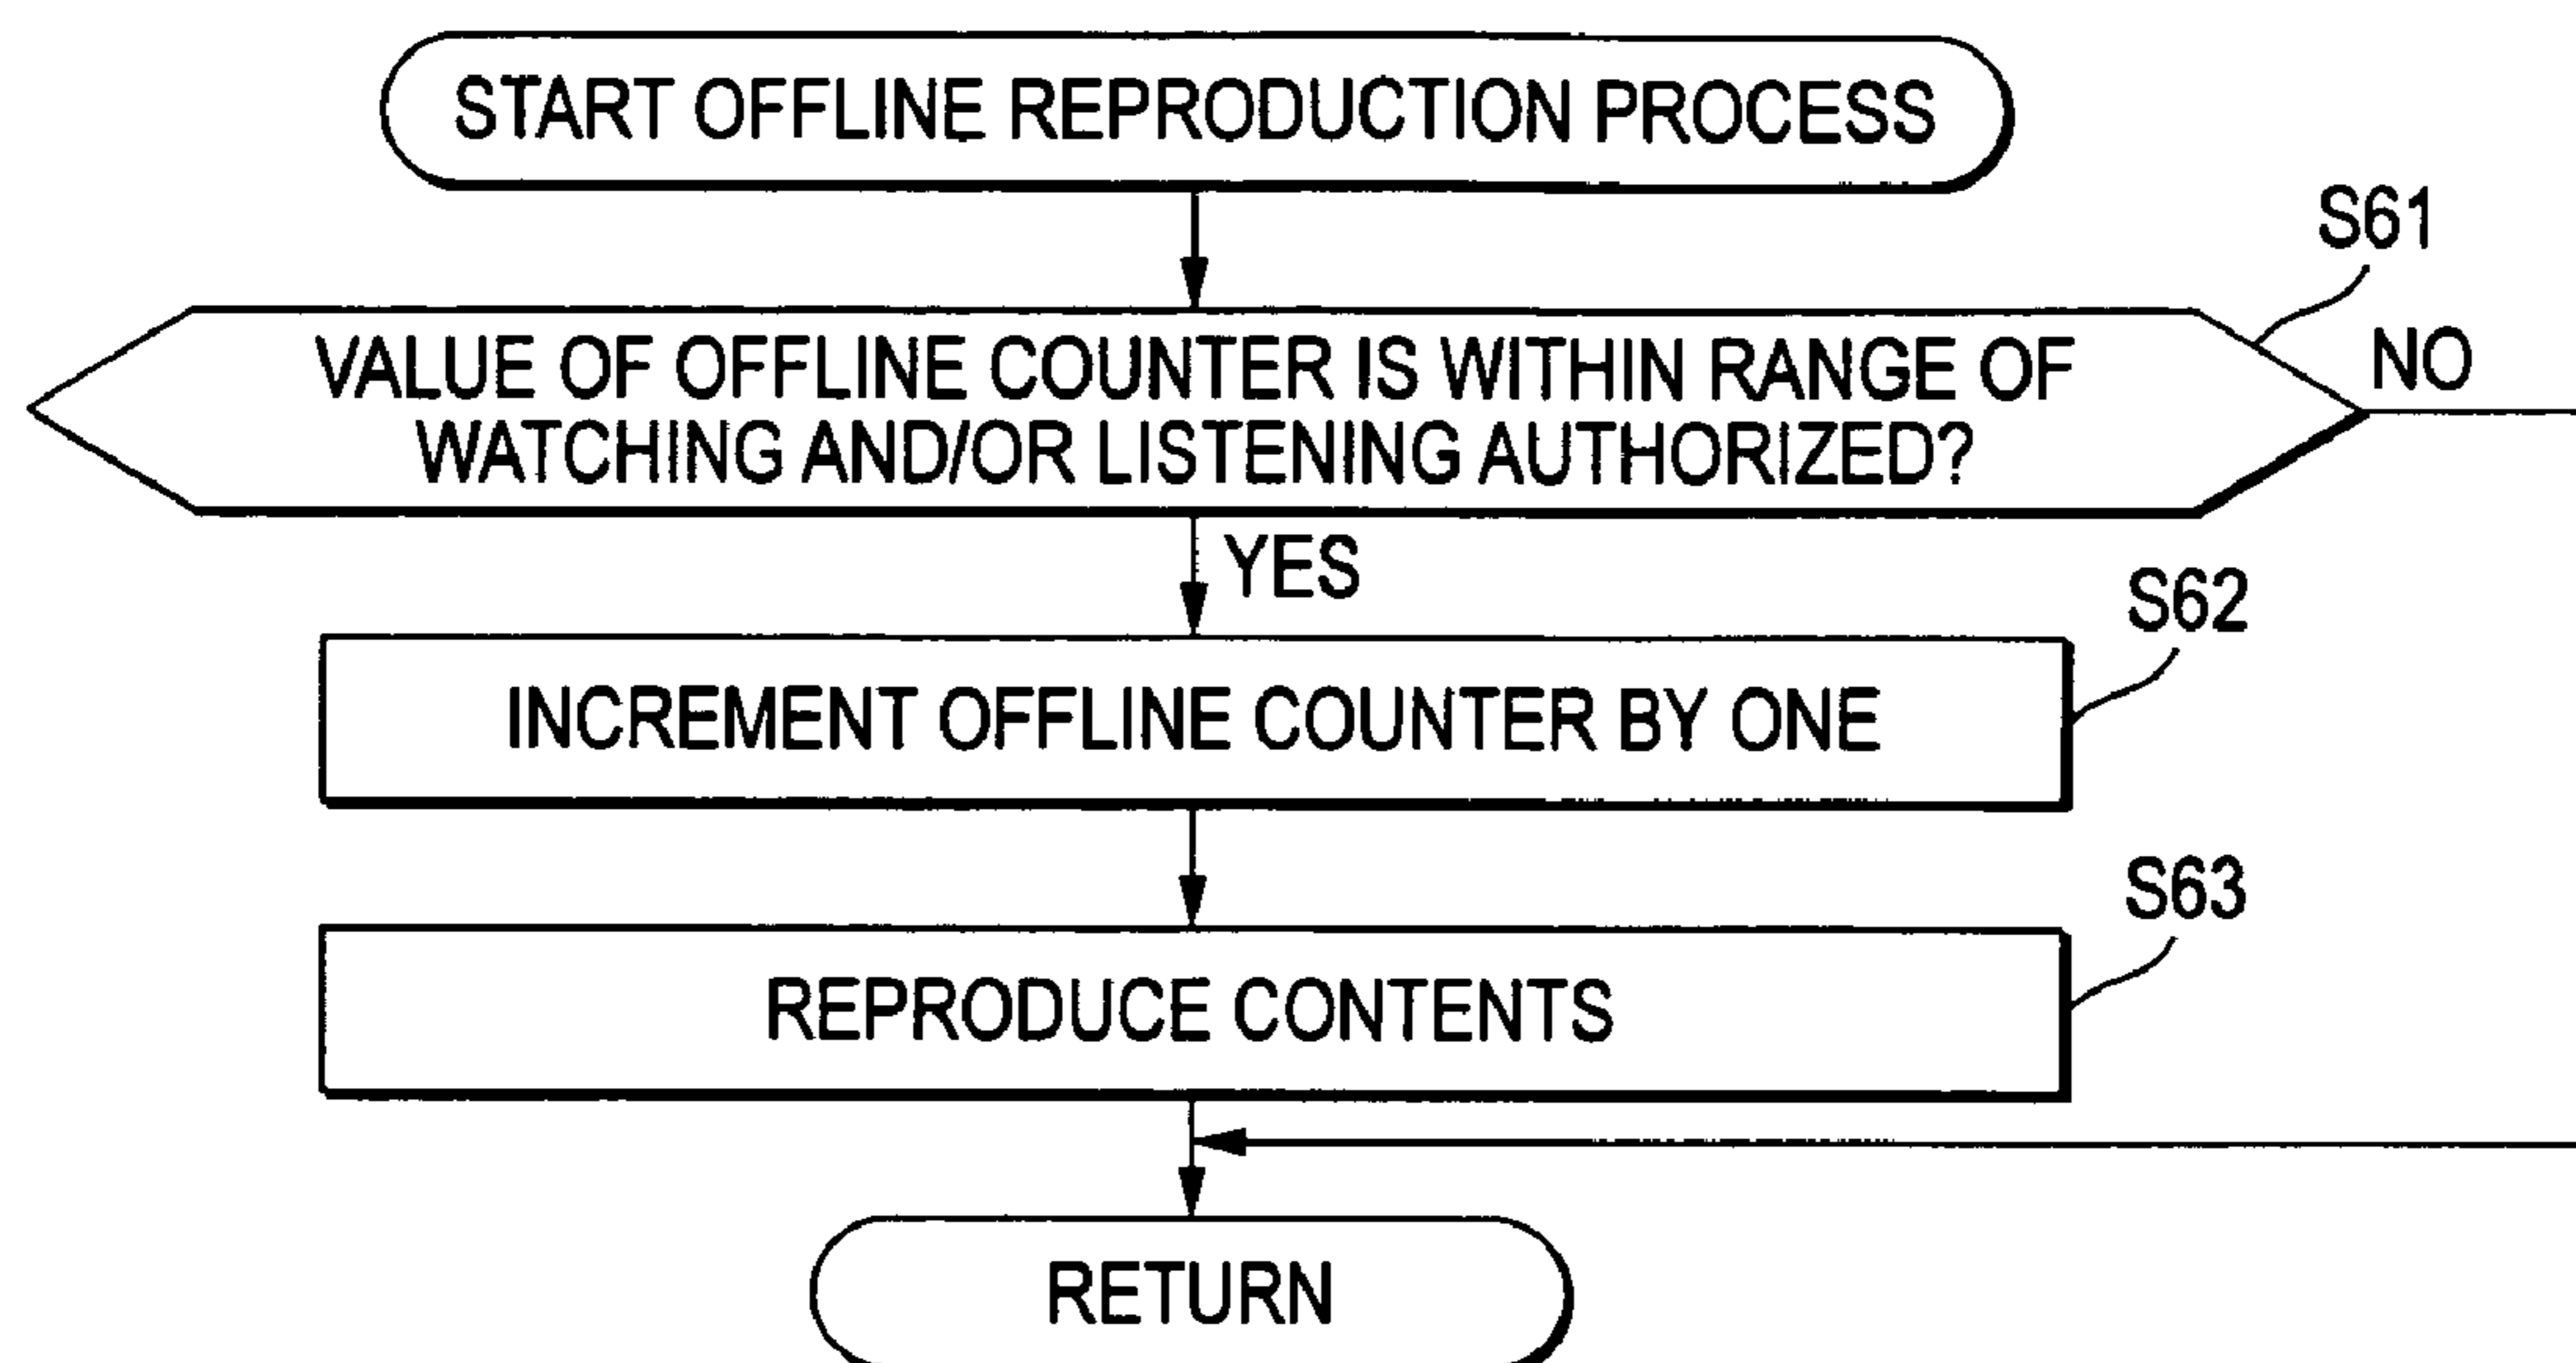 START OFFLINE REPRODUCTION PROCESS
S61
VALUE OF OFFLINE COUNTER IS WITHIN RANGE OF
WATCHING AND/OR LISTENING AUTHORIZED?
NO
YES
S62
INCREMENT OFFLINE COUNTER BY ONE
S63
REPRODUCE CONTENTS
RETURN